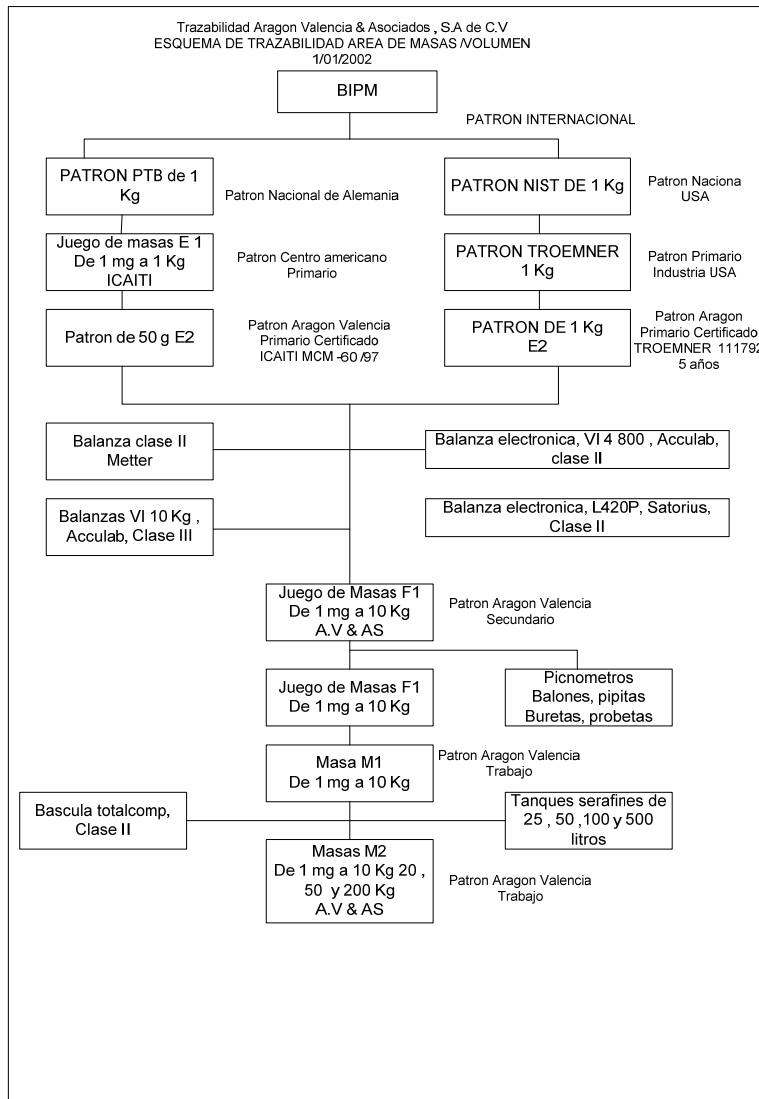 Trazabilidad Aragon Valencia & Asociados , S.A de C.V
ESQUEMA DE TRAZABILIDAD AREA DE MASAS /VOLUMEN
1/01/2002
BIPM
PATRON INTERNACIONAL
PATRON PTB de 1
Kg
Patron Nacional de Alemania
PATRON NIST DE 1 Kg
Patron Naciona
USA
Juego de masas E 1
De 1 mg a 1 Kg
ICAITI
Patron Centro americano
Primario
PATRON TROEMNER
1 Kg
Patron Primario
Industria USA
Patron de 50 g E2
Patron Aragon Valencia
Primario Certificado
ICAITI MCM -60 /97
PATRON DE 1 Kg
E2
Patron Aragon
Primario Certificado
TROEMNER 111792
5 años
Balanza clase II
Metter
Balanza electronica, VI 4 800 , Acculab,
clase II
Balanzas VI 10 Kg ,
Acculab, Clase III
Balanza electronica, L420P, Satorius,
Clase II
Juego de Masas F1
De 1 mg a 10 Kg
A.V & AS
Patron Aragon Valencia
Secundario
Juego de Masas F1
De 1 mg a 10 Kg
Picnometros
Balones, pipitas
Buretas, probetas
Masa M1
De 1 mg a 10 Kg
Patron Aragon Valencia
Trabajo
Bascula totalcomp,
Clase II
Tanques serafines de
25 , 50 ,100 y 500
litros
Masas M2
De 1 mg a 10 Kg 20 ,
50 y 200 Kg
A.V & AS
Patron Aragon Valencia
Trabajo